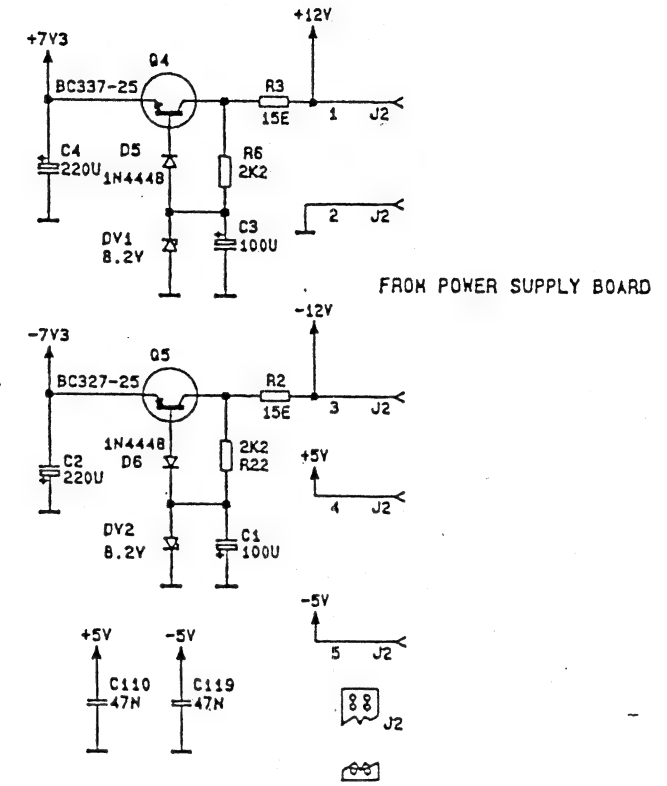 +12V
+7V3
Q4
BC337-25
R3
15E
1 J2
C4
220U
D5
1N4448
R6
2K2
2 J2
DV1
8.2V
C3
100U
FROM POWER SUPPLY BOARD
-12V
-7V3
Q5
BC327-25
R2
15E
3 J2
1N4448
D6
2K2
R22
+5V
C2
220U
4 J2
DV2
8.2V
C1
100U
-5V
5 J2
+5V
-5V
C110
47N
C119
47N
J2